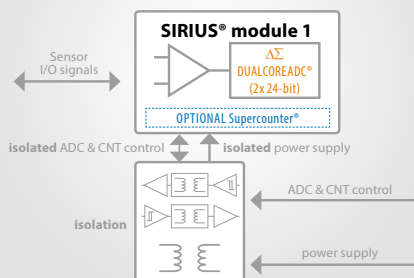 SIRIUS® module 1
Sensor
I/O signals
ΔΣ
DUALCOREADC®
(2x 24-bit)
OPTIONAL Supercounter®
isolated ADC & CNT control
isolated power supply
isolation
ADC & CNT control
power supply